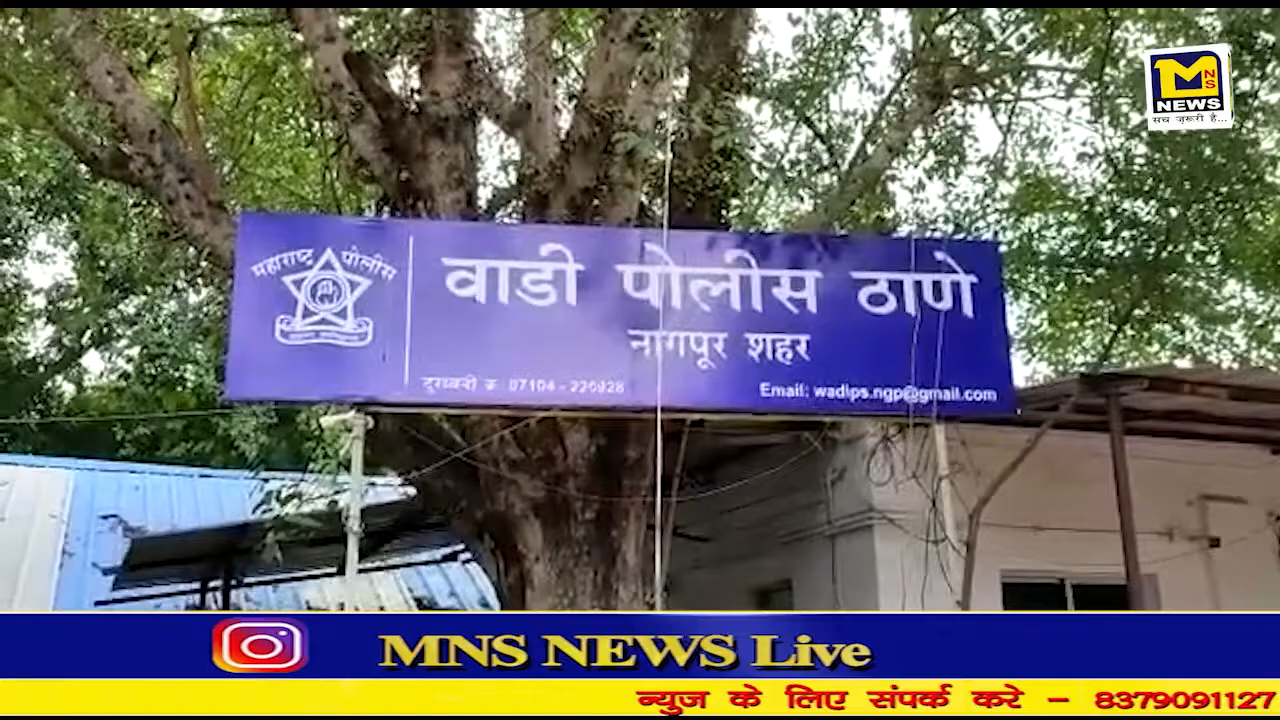 MNS
NEWS
सच ज़रूरी है...
महाराष्ट्र पोलीस
वाडी पोलीस ठाणे
नागपूर शहर
दुरध्वनी क्र. 07104 - 220928
Email: wadips.ngp@gmail.com
MNS NEWS Live
न्युज के लिए संपर्क करे - 8379091127